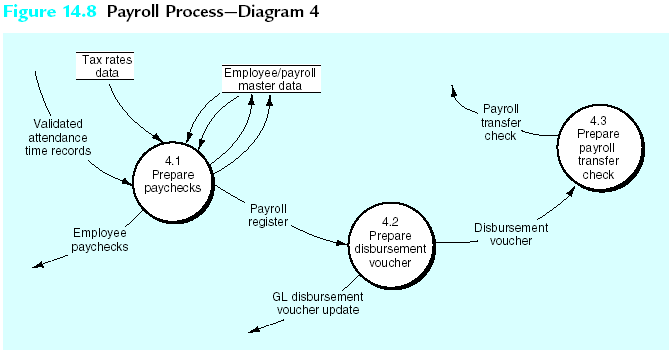 Figure 14.8 Payroll Process—Diagram 4
Tax rates
data
Employee/payroll
master data
Validated
attendance
time records
4.1
Prepare
paychecks
Employee
paychecks
Payroll
register
4.2
Prepare
disbursement
voucher
GL disbursement
voucher update
Disbursement
voucher
4.3
Prepare
payroll
transfer
check
Payroll
transfer
check